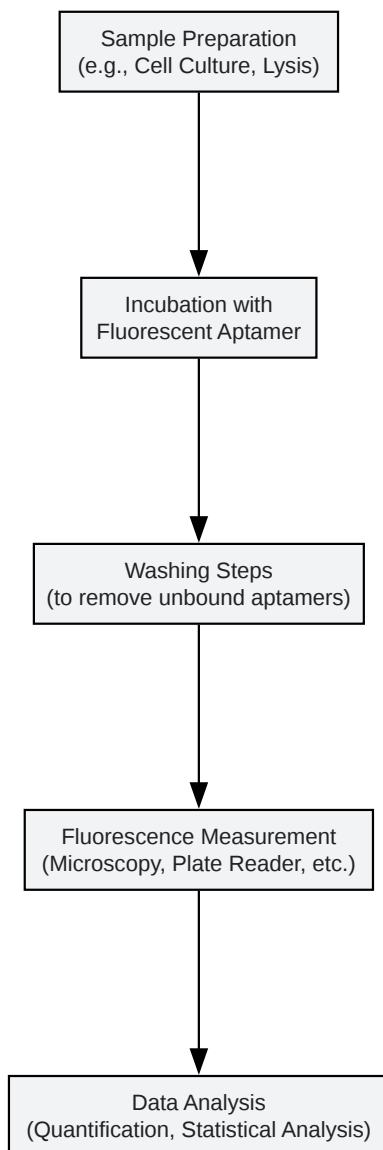 Sample Preparation
(e.g., Cell Culture, Lysis)
Incubation with
Fluorescent Aptamer
Washing Steps
(to remove unbound aptamers)
Fluorescence Measurement
(Microscopy, Plate Reader, etc.)
Data Analysis
(Quantification, Statistical Analysis)